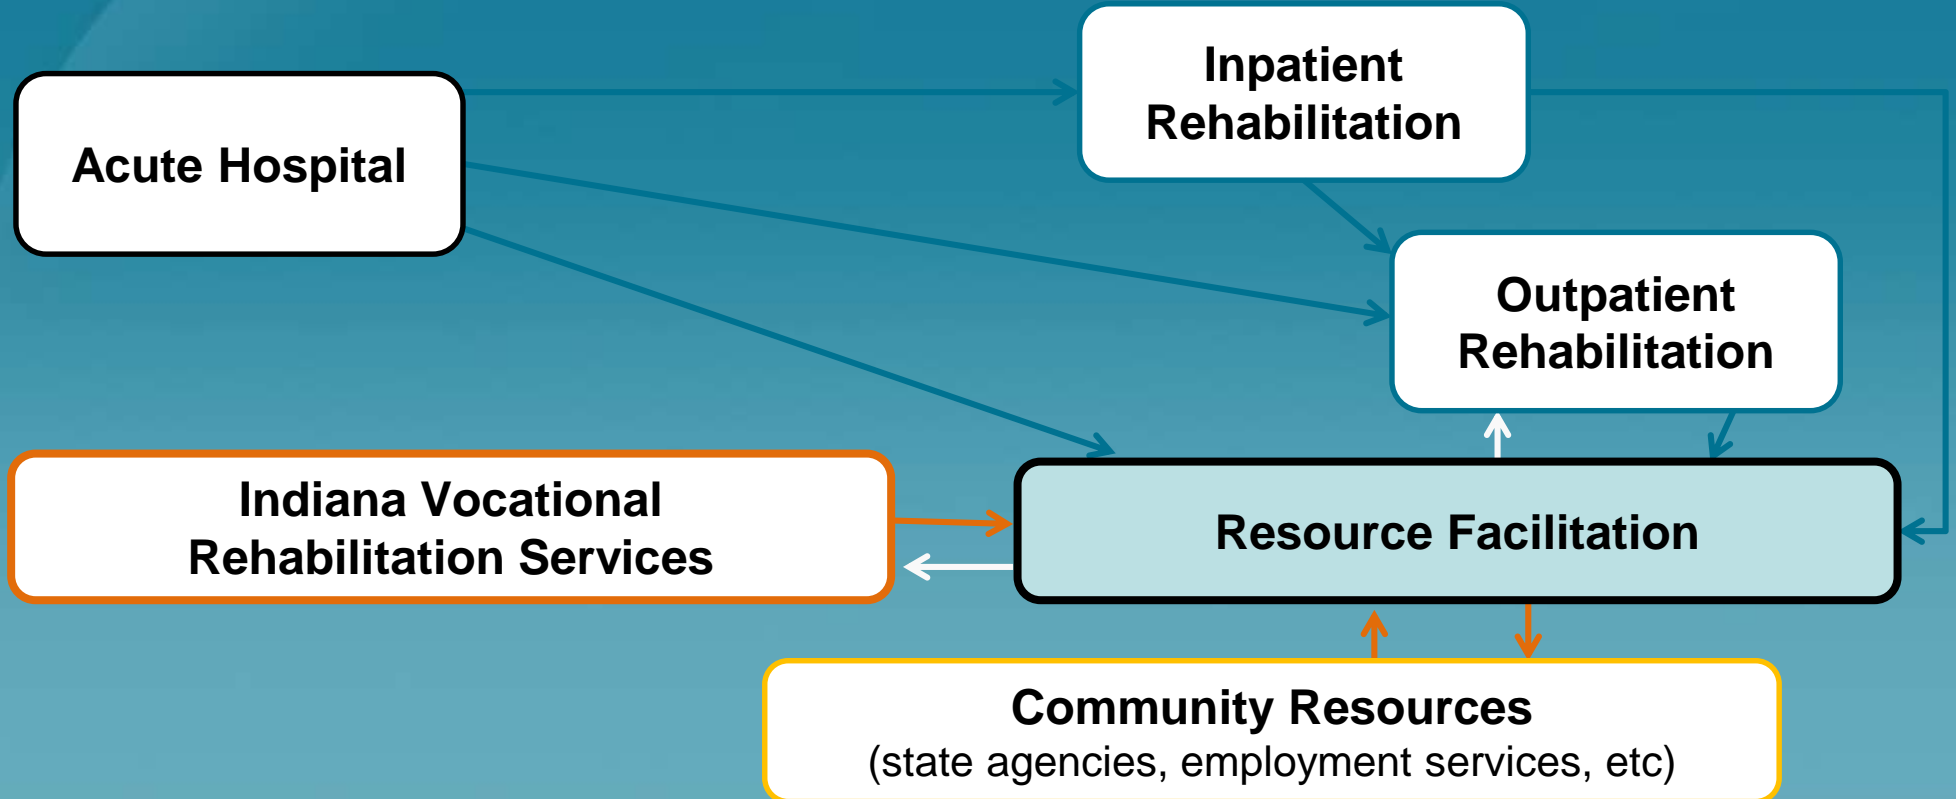 Inpatient
Rehabilitation
Acute Hospital
Outpatient
Rehabilitation
Indiana Vocational
Rehabilitation Services
Resource Facilitation
Community Resources
(state agencies, employment services, etc)